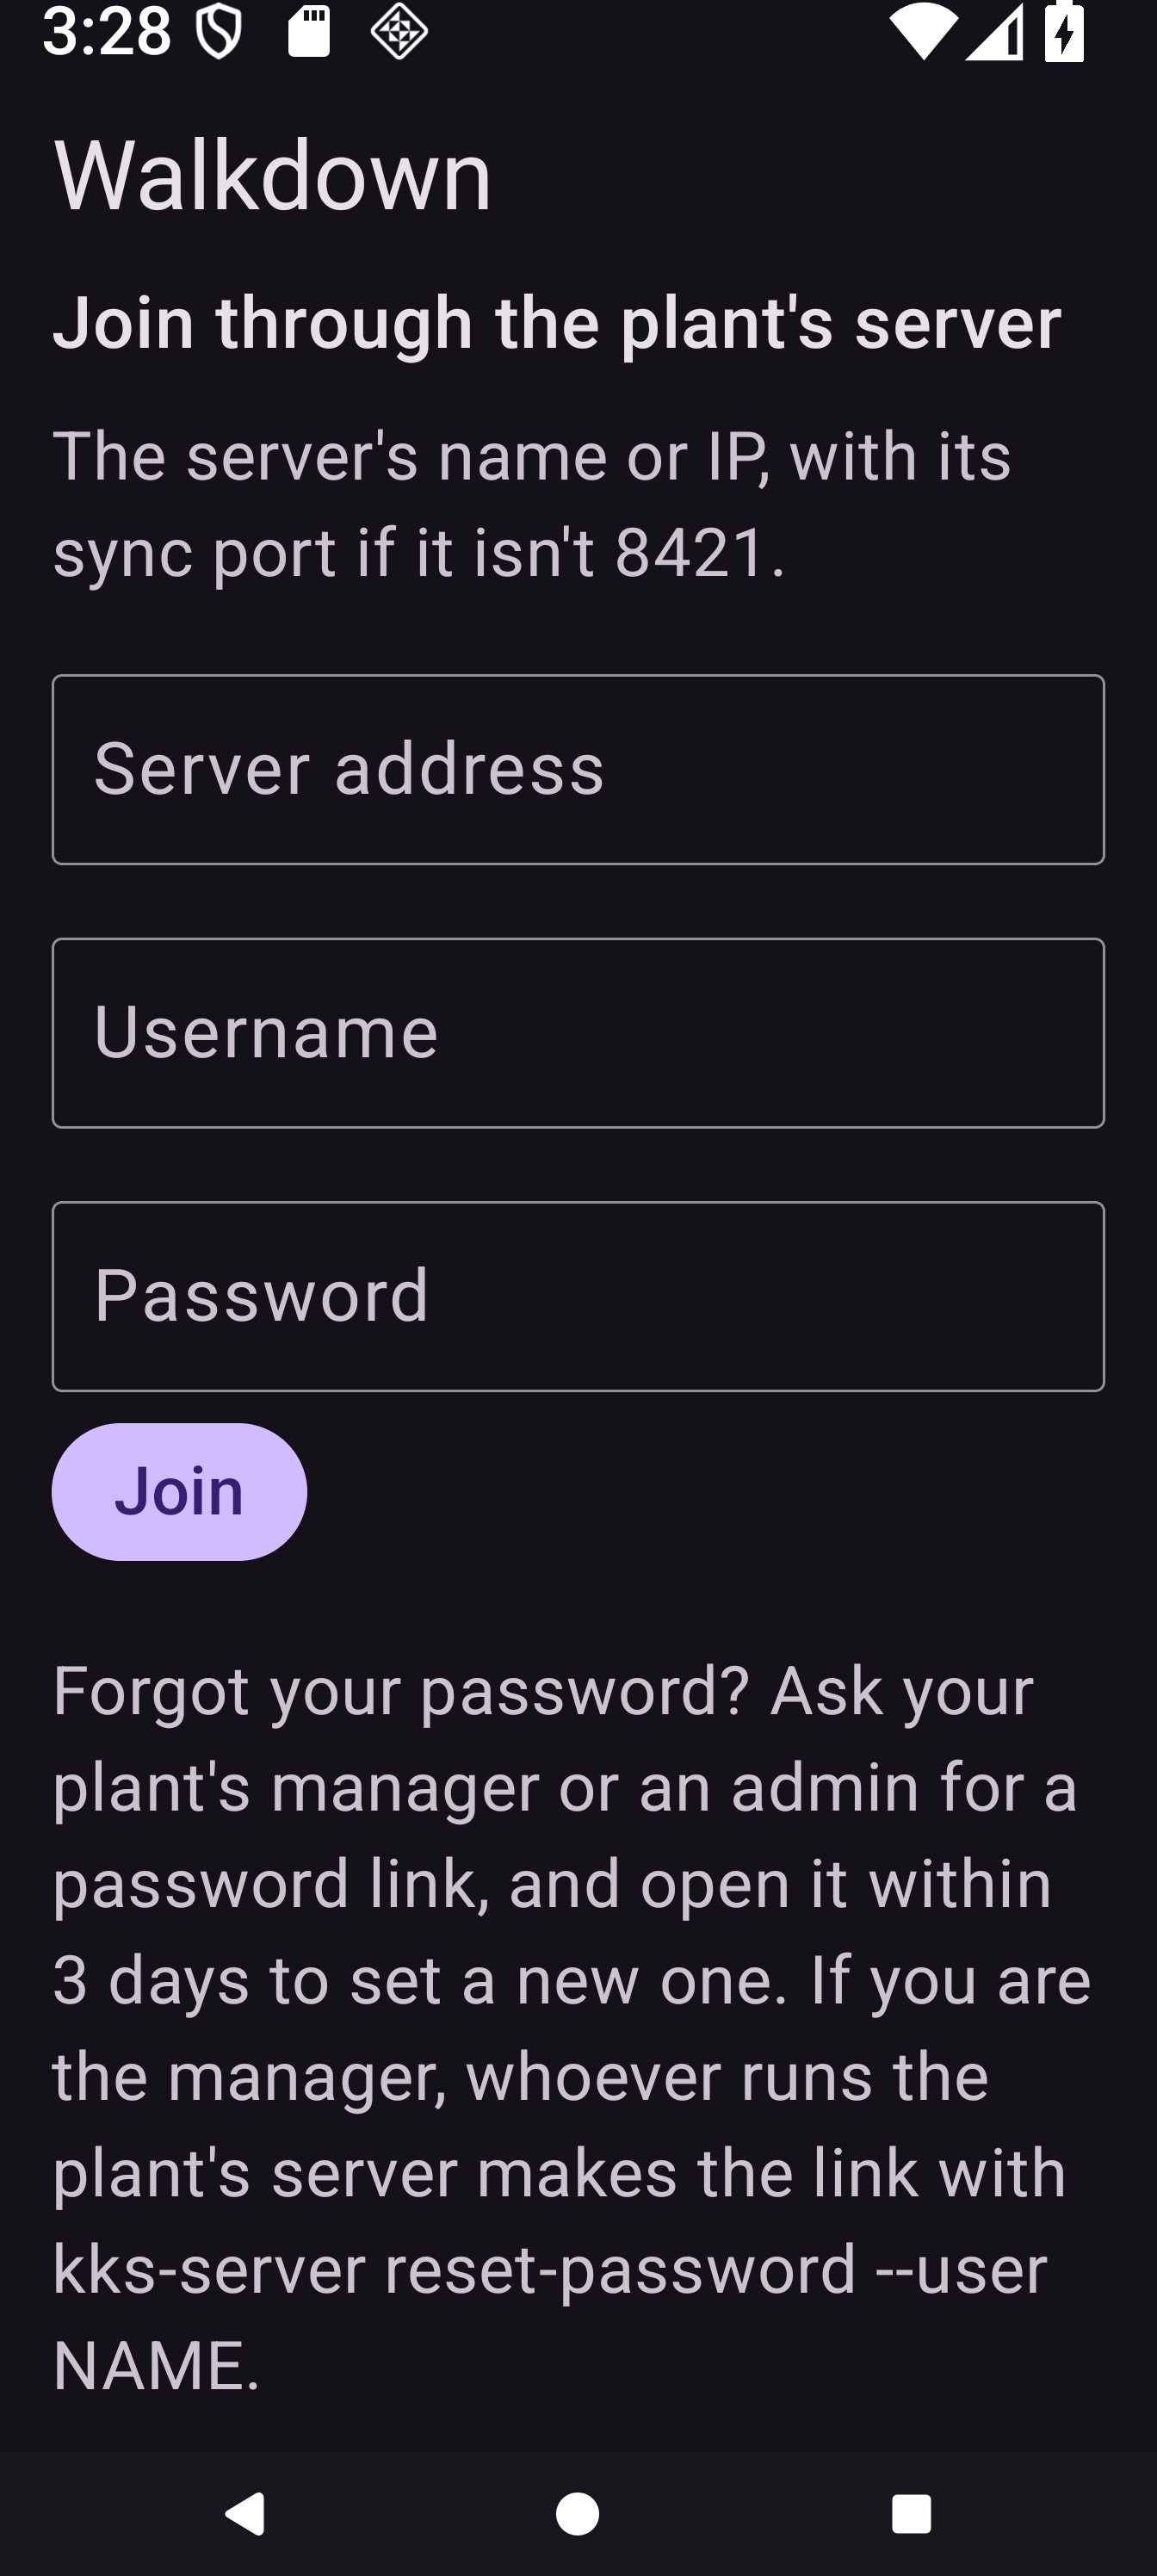 3:28
Walkdown
Join through the plant's server
The server's name or IP, with its
sync port if it isn't 8421.
Server address
Username
Password
Join
Forgot your password? Ask your
plant's manager or an admin for a
password link, and open it within
3 days to set a new one. If you are
the manager, whoever runs the
plant's server makes the link with
kks-server reset-password --user
NAME.